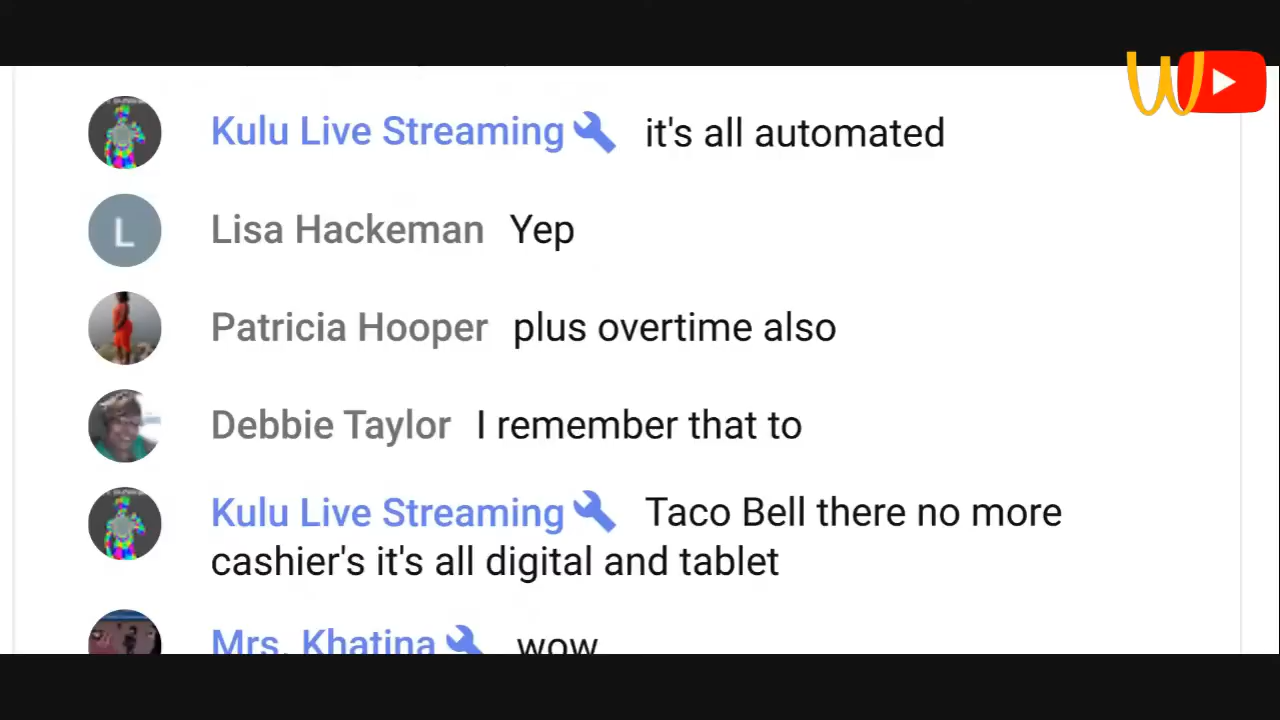 Kulu Live Streaming it's all automated
L
Lisa Hackeman Yep
Patricia Hooper plus overtime also
Debbie Taylor I remember that to
Kulu Live Streaming Taco Bell there no more
cashier's it's all digital and tablet
Mrs. Khatina wow